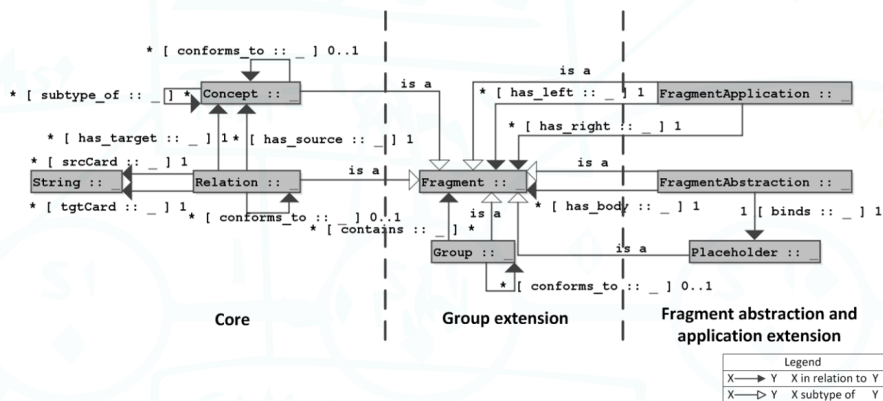 * [ conforms_to :: _ ] 0..1
is a
is a
* [ subtype_of :: _ ] *
Concept :: _
* [ has_left :: _ ] 1
FragmentApplication :: _
* [ has_right :: _ ] 1
* [ has_target :: _ ] 1
* [ has_source :: _ ] 1
* [ srcCard :: _ ] 1
is a
is a
String :: _
Relation :: _
Fragment :: _
FragmentAbstraction :: _
* [ tgtCard :: _ ] 1
* [ conforms_to :: _ ] 0..1
is a
* [ has_body :: _ ] 1
1 [ binds :: _ ] 1
* [ contains :: _ ] *
Group :: _
is a
Placeholder :: _
* [ conforms_to :: _ ] 0..1
Core
Group extension
Fragment abstraction and
application extension
Legend
X Y X in relation to Y
X Y X subtype of Y